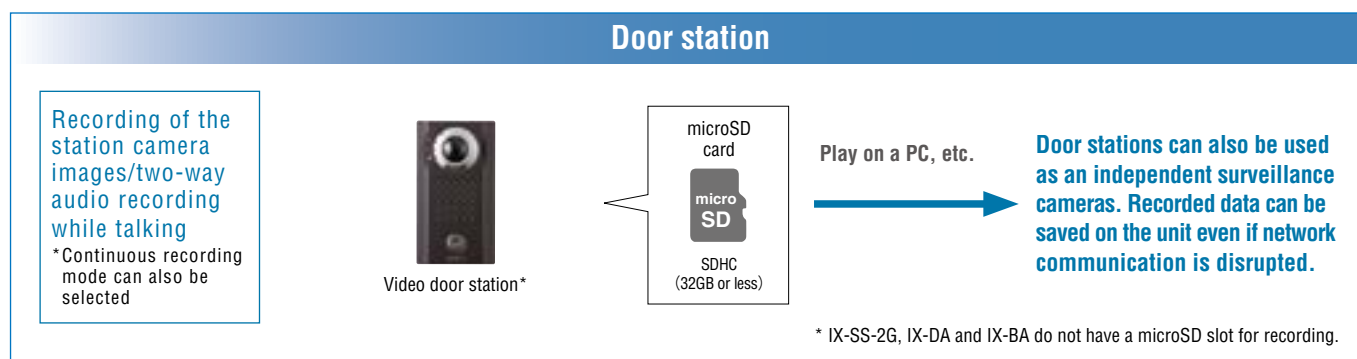 Door station
Recording of the
station camera
images/two-way
audio recording
while talking
*Continuous recording
mode can also be
selected
Video door station*
microSD
card
micro
SD
SDHC
(32GB or less)
Play on a PC, etc.
Door stations can also be used
as an independent surveillance
cameras. Recorded data can be
saved on the unit even if network
communication is disrupted.
* IX-SS-2G, IX-DA and IX-BA do not have a microSD slot for recording.